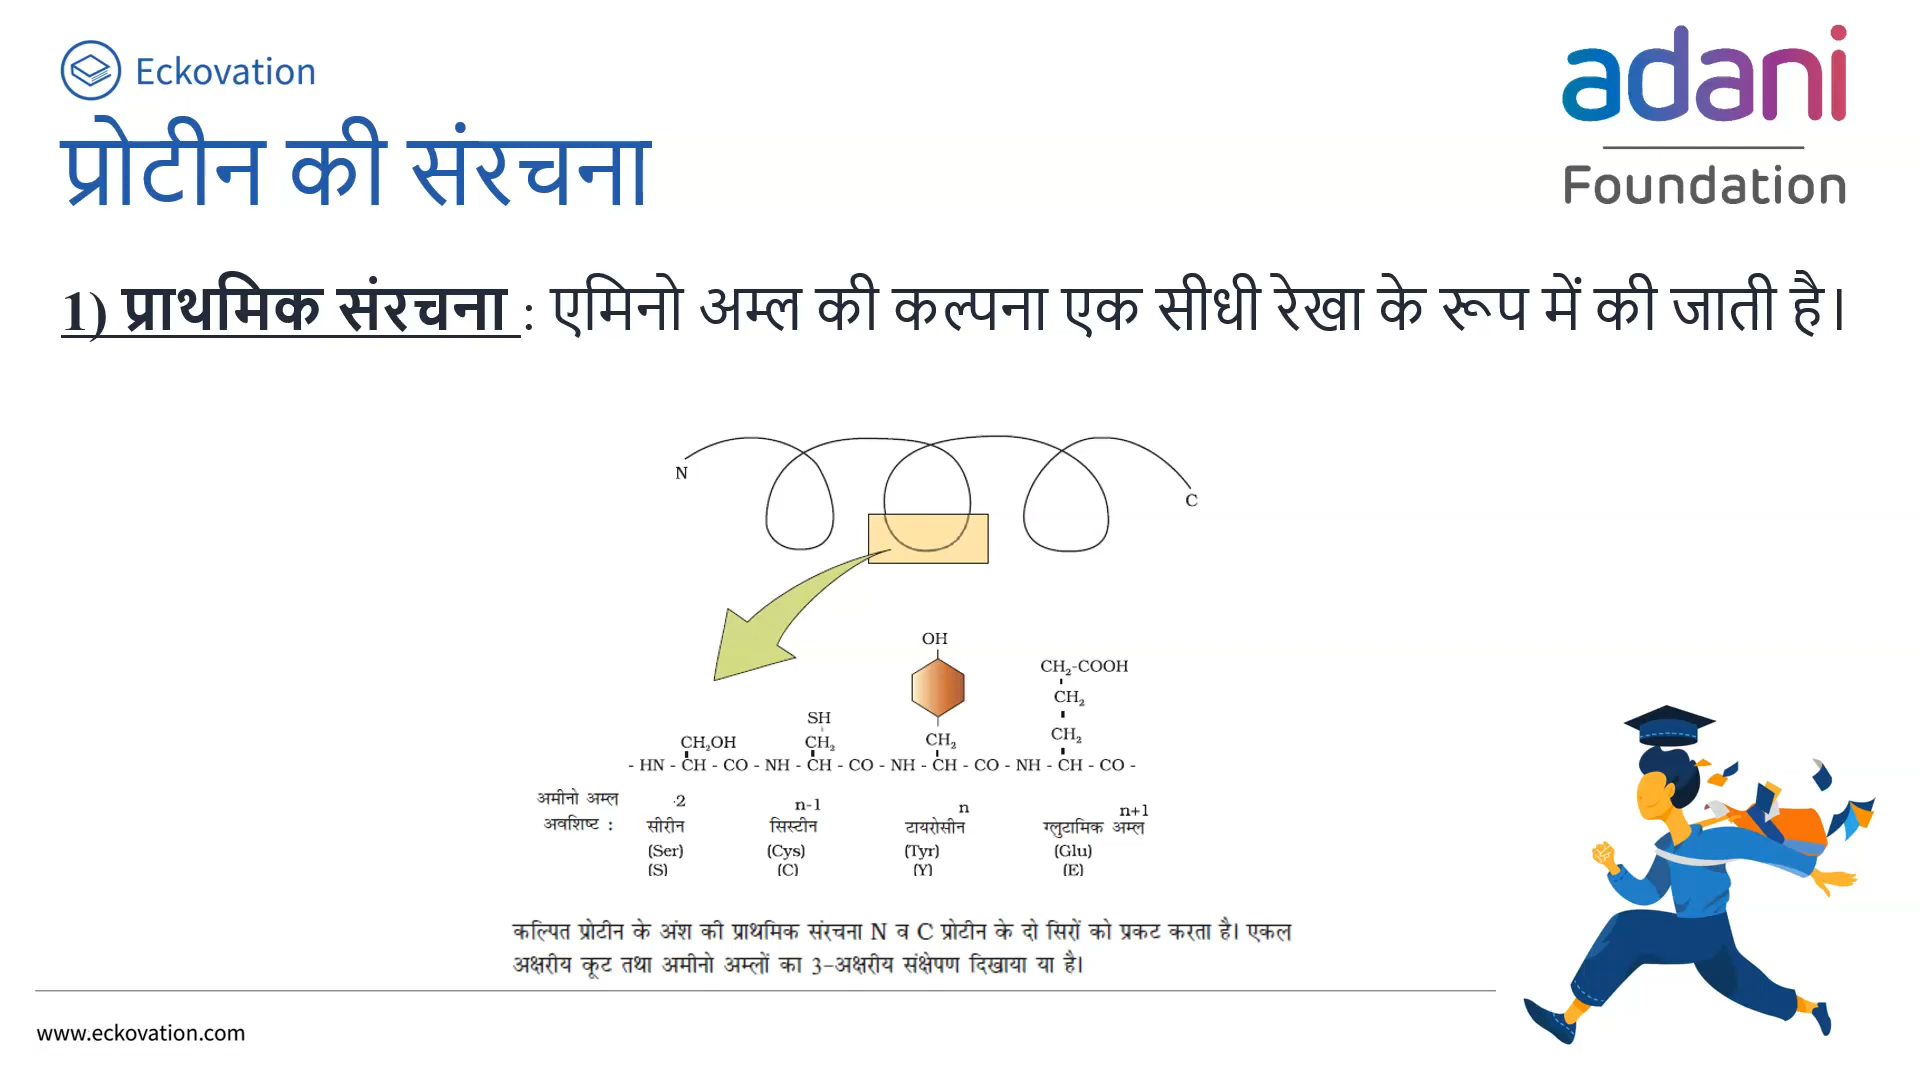 Eckovation
adani
Foundation
प्रोटीन की संरचना
1) प्राथमिक संरचना : एमिनो अम्ल की कल्पना एक सीधी रेखा के रूप में की जाती है।
N
C
OH
CH₂-COOH
CH₂
SH
CH₂OH CH₂ CH₂ CH₂
- HN - CH - CO - NH - CH - CO - NH - CH - CO - NH - CH - CO -
अमीनो अम्ल ·2 n-1 n n+1
अवशिष्ट : सीरीन सिस्टीन टायरोसीन ग्लुटामिक अम्ल
(Ser) (Cys) (Tyr) (Glu)
(S) (C) (Y) (E)
कल्पित प्रोटीन के अंश की प्राथमिक संरचना N व C प्रोटीन के दो सिरों को प्रकट करता है। एकल
अक्षरीय कूट तथा अमीनो अम्लों का 3-अक्षरीय संक्षेपण दिखाया या है।
www.eckovation.com